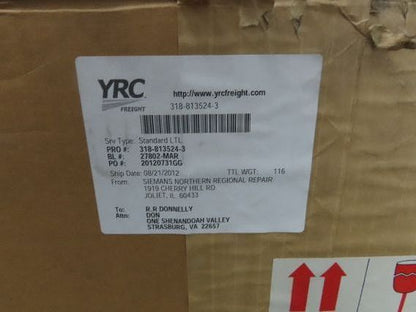 YRC
FREIGHT
http://www.yrcfreight.com
318-813524-3
Srv Type: Standard LTL
PRO #: 318-813524-3
BL #: 27802-MAR
PO #: 20120731GG
Ship Date: 08/21/2012 TTL WGT: 116
From: SIEMANS NORTHERN REGIONAL REPAIR
1919 CHERRY HILL RD
JOLIET, IL 60433
To: R R DONNELLY
Attn: DON
ONE SHENANDOAH VALLEY
STRASBURG, VA 22657